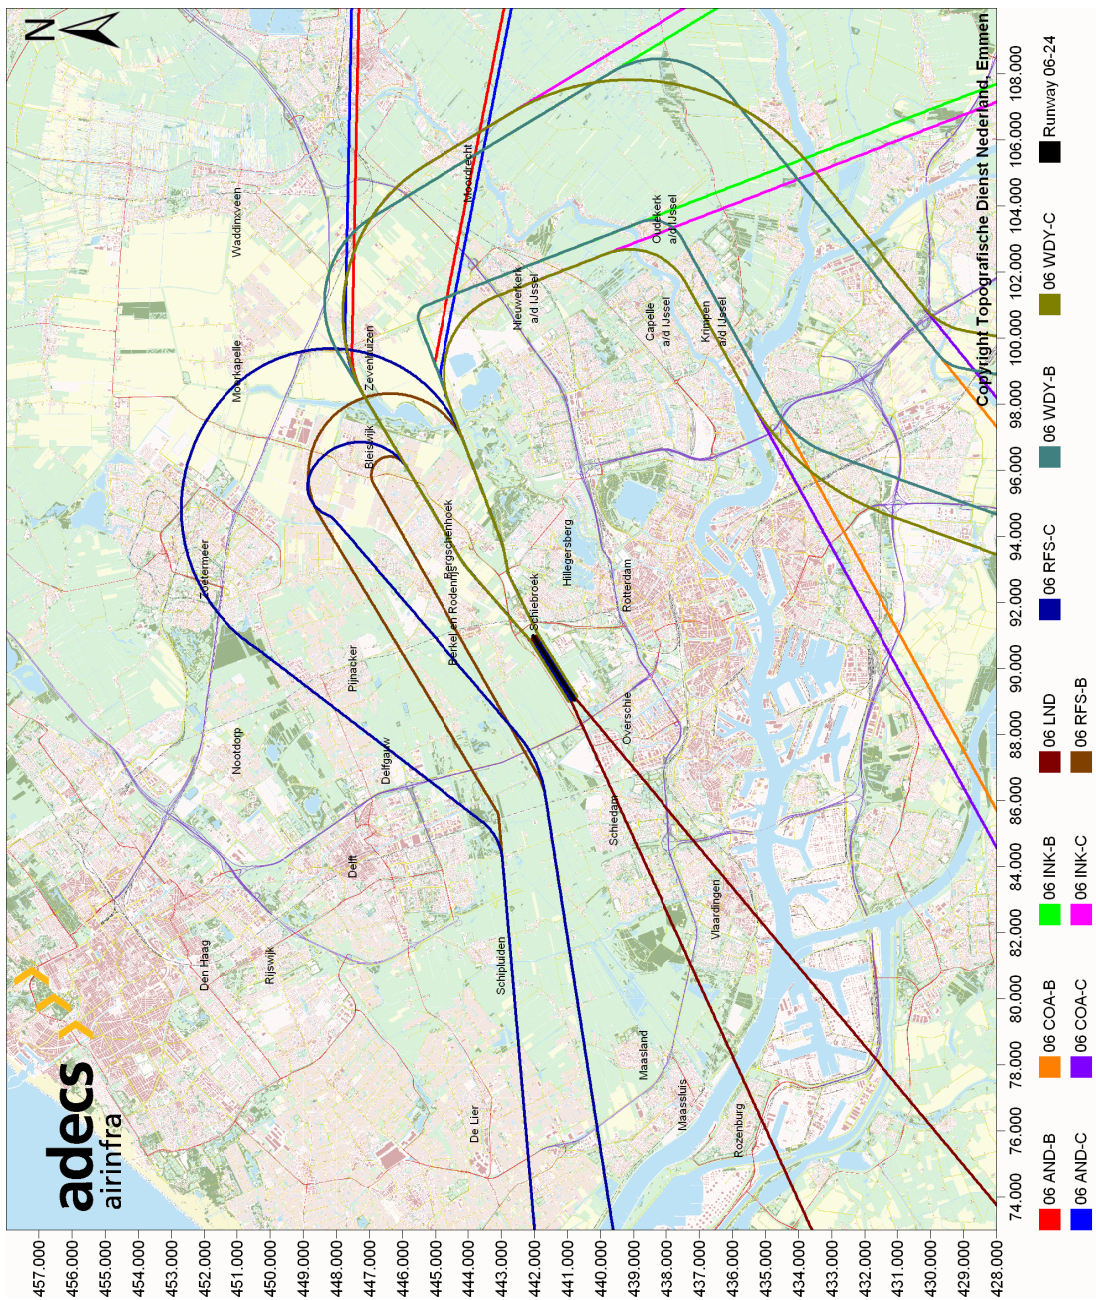 N
adecs
airinfra
457.000
456.000
455.000
454.000
453.000
452.000
451.000
450.000
449.000
448.000
447.000
446.000
445.000
444.000
443.000
442.000
441.000
440.000
439.000
438.000
437.000
436.000
435.000
434.000
433.000
432.000
431.000
430.000
429.000
428.000
Den Haag
Rijswijk
Delft
Nootdorp
Delfgauw
Pijnacker
Zoetermeer
Moerkapelle
Waddinxveen
Zevenhuizen
Bleiswijk
Bergschenhoek
Berkel en Rodenrijs
Moordrecht
Nieuwerkerk
a/d IJssel
Oudekerk
a/d IJssel
Capelle
a/d IJssel
Krimpen
a/d IJssel
Hillegersberg
Schiebroek
Rotterdam
Overschie
Schiedam
Schipluiden
De Lier
Maasland
Maassluis
Vlaardingen
Rozenburg
Copyright Topografische Dienst Nederland, Emmen
74.000
76.000
78.000
80.000
82.000
84.000
86.000
88.000
90.000
92.000
94.000
96.000
98.000
100.000
102.000
104.000
106.000
108.000
06 AND-B
06 COA-B
06 INK-B
06 LND
06 RFS-C
06 WDY-B
06 WDY-C
Runway 06-24
06 AND-C
06 COA-C
06 INK-C
06 RFS-B